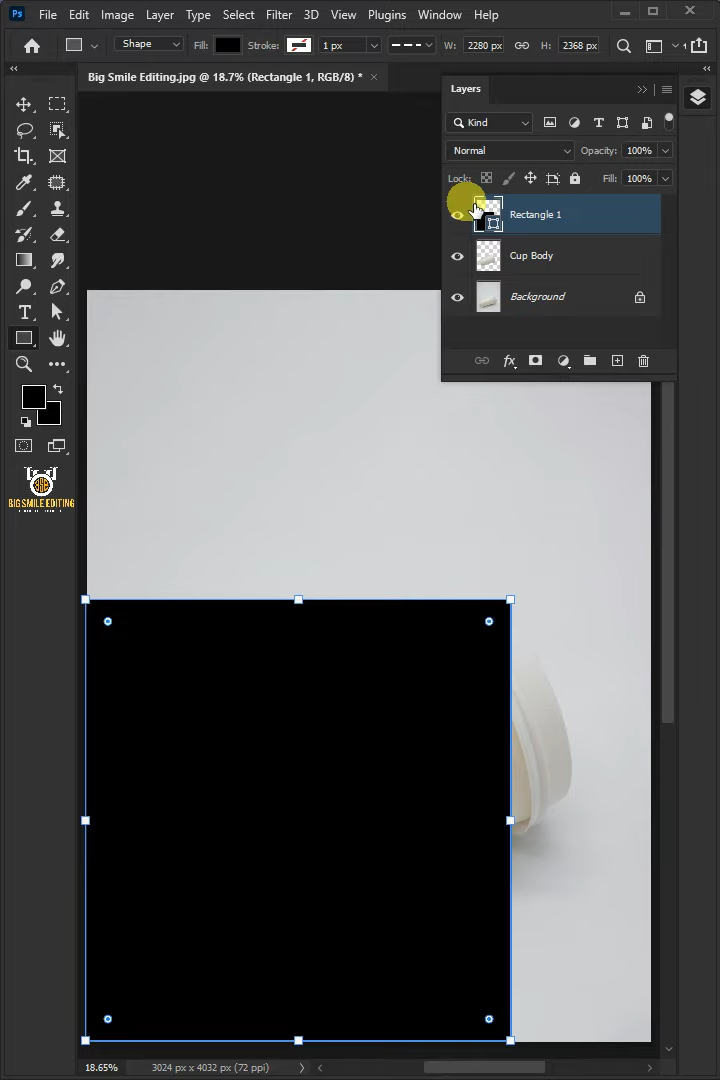 Ps File Edit Image Layer Type Select Filter 3D View Plugins Window Help
Shape Fill: Stroke: 1 px W: 2280 px H: 2368 px
Big Smile Editing.jpg @ 18.7% (Rectangle 1, RGB/8) *
Layers
Kind
Normal Opacity: 100%
Lock: Fill: 100%
Rectangle 1
Cup Body
Background
BIG SMILE EDITING
18.65% 3024 px x 4032 px (72 ppi)